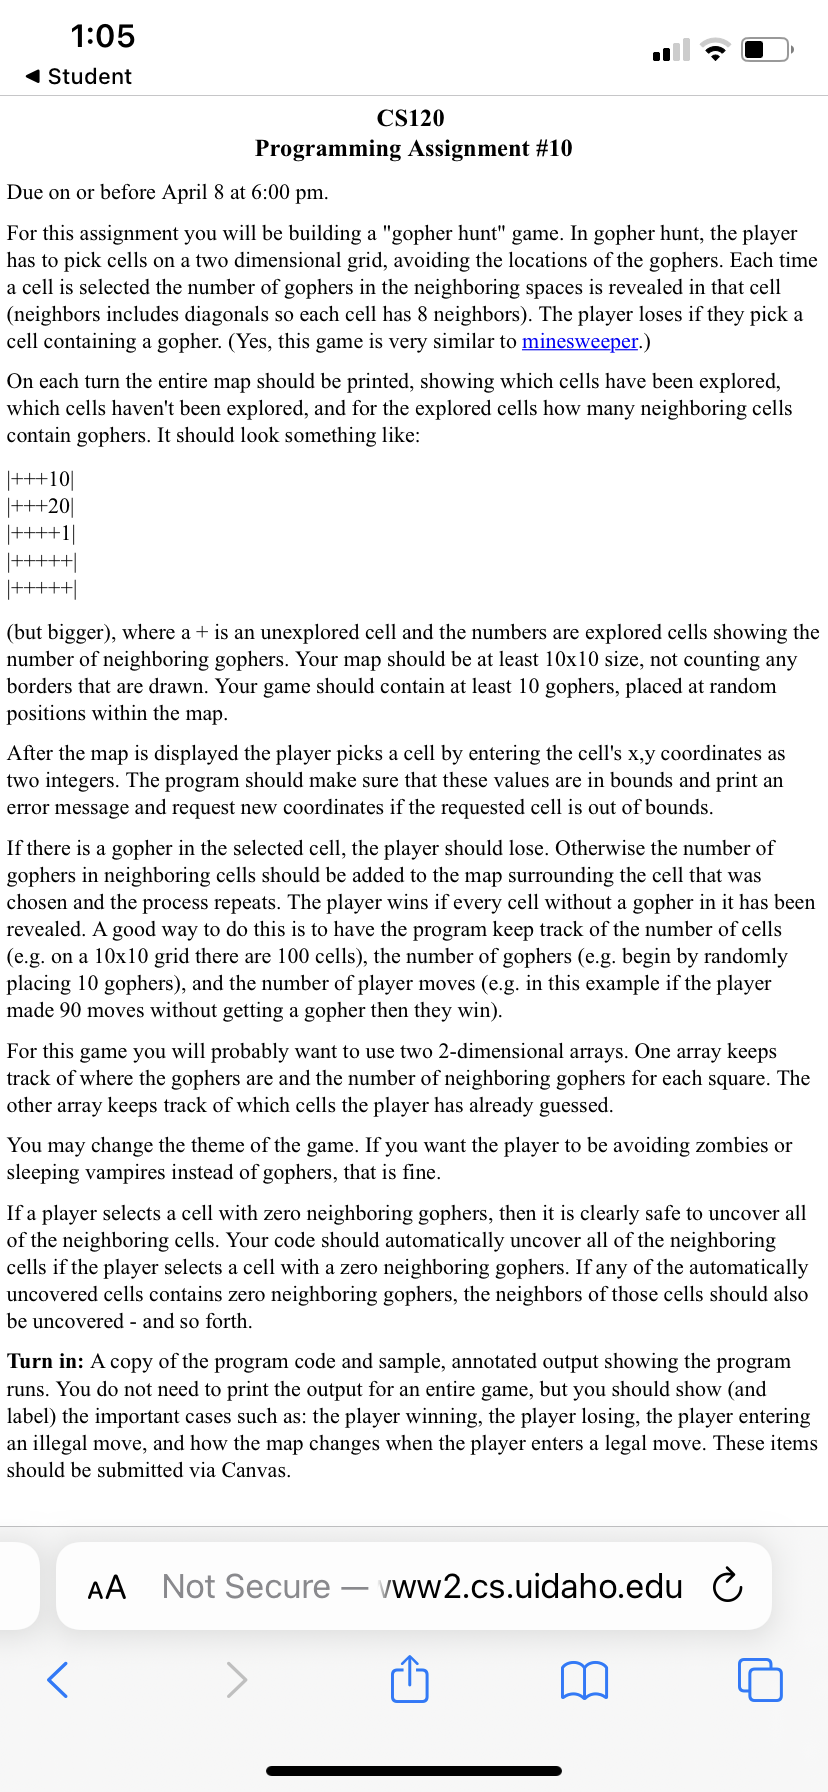 1:05
◀ Student
CS120
Programming Assignment #10
Due on or before April 8 at 6:00 pm.
For this assignment you will be building a "gopher hunt" game. In gopher hunt, the player
has to pick cells on a two dimensional grid, avoiding the locations of the gophers. Each time
a cell is selected the number of gophers in the neighboring spaces is revealed in that cell
(neighbors includes diagonals so each cell has 8 neighbors). The player loses if they pick a
cell containing a gopher. (Yes, this game is very similar to minesweeper.)
On each turn the entire map should be printed, showing which cells have been explored,
which cells haven't been explored, and for the explored cells how many neighboring cells
contain gophers. It should look something like:
|+++10|
|+++20|
|++++1|
|+++++|
|+++++|
(but bigger), where a + is an unexplored cell and the numbers are explored cells showing the
number of neighboring gophers. Your map should be at least 10x10 size, not counting any
borders that are drawn. Your game should contain at least 10 gophers, placed at random
positions within the map.
After the map is displayed the player picks a cell by entering the cell's x,y coordinates as
two integers. The program should make sure that these values are in bounds and print an
error message and request new coordinates if the requested cell is out of bounds.
If there is a gopher in the selected cell, the player should lose. Otherwise the number of
gophers in neighboring cells should be added to the map surrounding the cell that was
chosen and the process repeats. The player wins if every cell without a gopher in it has been
revealed. A good way to do this is to have the program keep track of the number of cells
(e.g. on a 10x10 grid there are 100 cells), the number of gophers (e.g. begin by randomly
placing 10 gophers), and the number of player moves (e.g. in this example if the player
made 90 moves without getting a gopher then they win).
For this game you will probably want to use two 2-dimensional arrays. One array keeps
track of where the gophers are and the number of neighboring gophers for each square. The
other array keeps track of which cells the player has already guessed.
You may change the theme of the game. If you want the player to be avoiding zombies or
sleeping vampires instead of gophers, that is fine.
If a player selects a cell with zero neighboring gophers, then it is clearly safe to uncover all
of the neighboring cells. Your code should automatically uncover all of the neighboring
cells if the player selects a cell with a zero neighboring gophers. If any of the automatically
uncovered cells contains zero neighboring gophers, the neighbors of those cells should also
be uncovered - and so forth.
Turn in: A copy of the program code and sample, annotated output showing the program
runs. You do not need to print the output for an entire game, but you should show (and
label) the important cases such as: the player winning, the player losing, the player entering
an illegal move, and how the map changes when the player enters a legal move. These items
should be submitted via Canvas.
AA Not Secure — www2.cs.uidaho.edu